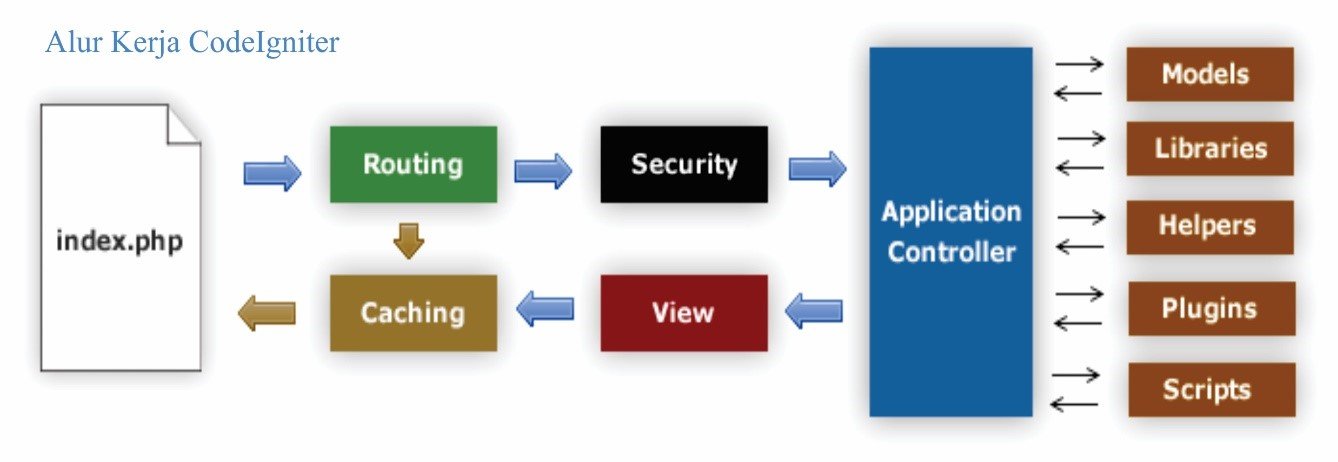 Alur Kerja CodeIgniter
index.php
Routing
Security
Caching
View
Application
Controller
Models
Libraries
Helpers
Plugins
Scripts